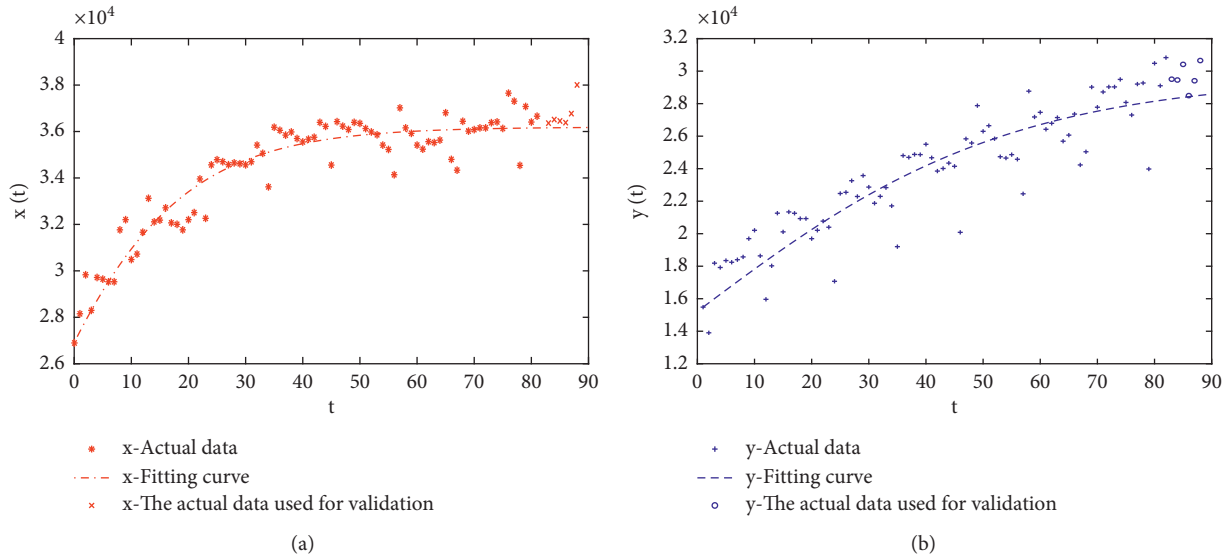 ×10⁴
4
3.8
3.6
3.4
3.2
3
2.8
2.6
x (t)
0 10 20 30 40 50 60 70 80 90
t
x-Actual data
x-Fitting curve
x-The actual data used for validation
(a)
×10⁴
3.2
3
2.8
2.6
2.4
2.2
2
1.8
1.6
1.4
1.2
y (t)
0 10 20 30 40 50 60 70 80 90
t
y-Actual data
y-Fitting curve
y-The actual data used for validation
(b)